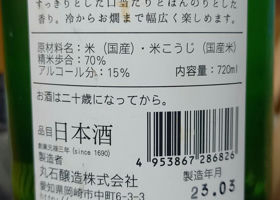 すっきりとした口当たりとほんのりとした
香り。冷からお燗まで幅広く楽しめます。
原材料名：米（国産）・米こうじ（国産米）
精米歩合：70%
アルコール分：15%
内容量：720ml
お酒は二十歳になってから。
品目 日本酒
創業元禄三年 (since 1690)
製造者
丸石醸造株式会社
愛知県岡崎市中町6-3-3
4 953867 286826
製造年月
23.03